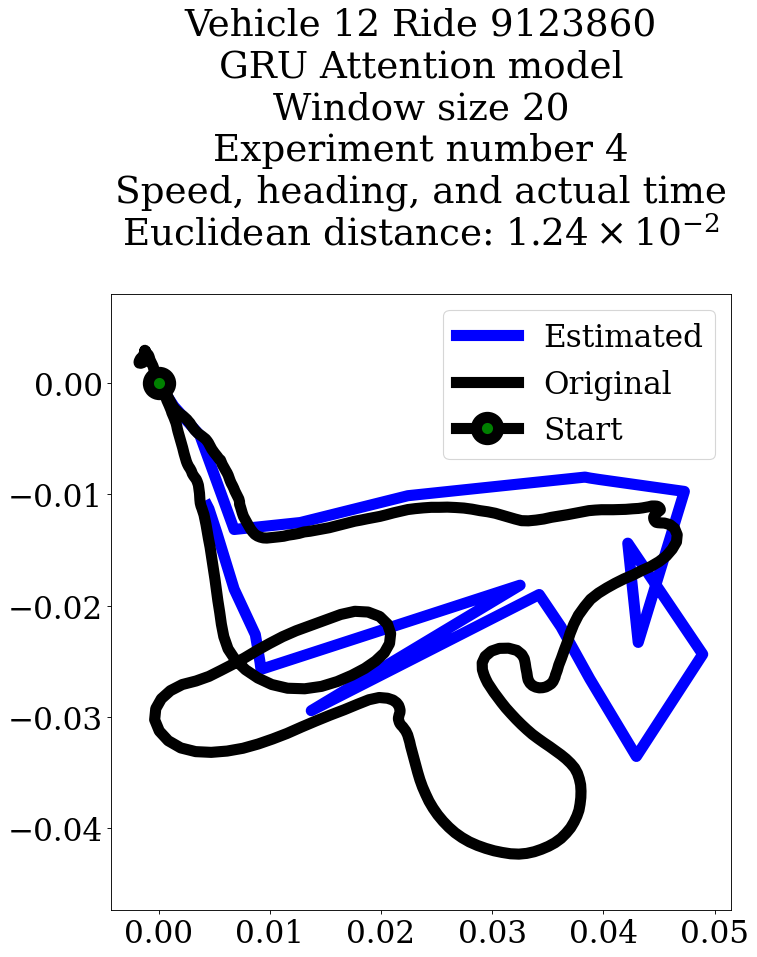 Vehicle 12 Ride 9123860
GRU Attention model
Window size 20
Experiment number 4
Speed, heading, and actual time
Euclidean distance: 1.24 × 10⁻²
Estimated
Original
Start
0.00
−0.01
−0.02
−0.03
−0.04
0.00 0.01 0.02 0.03 0.04 0.05